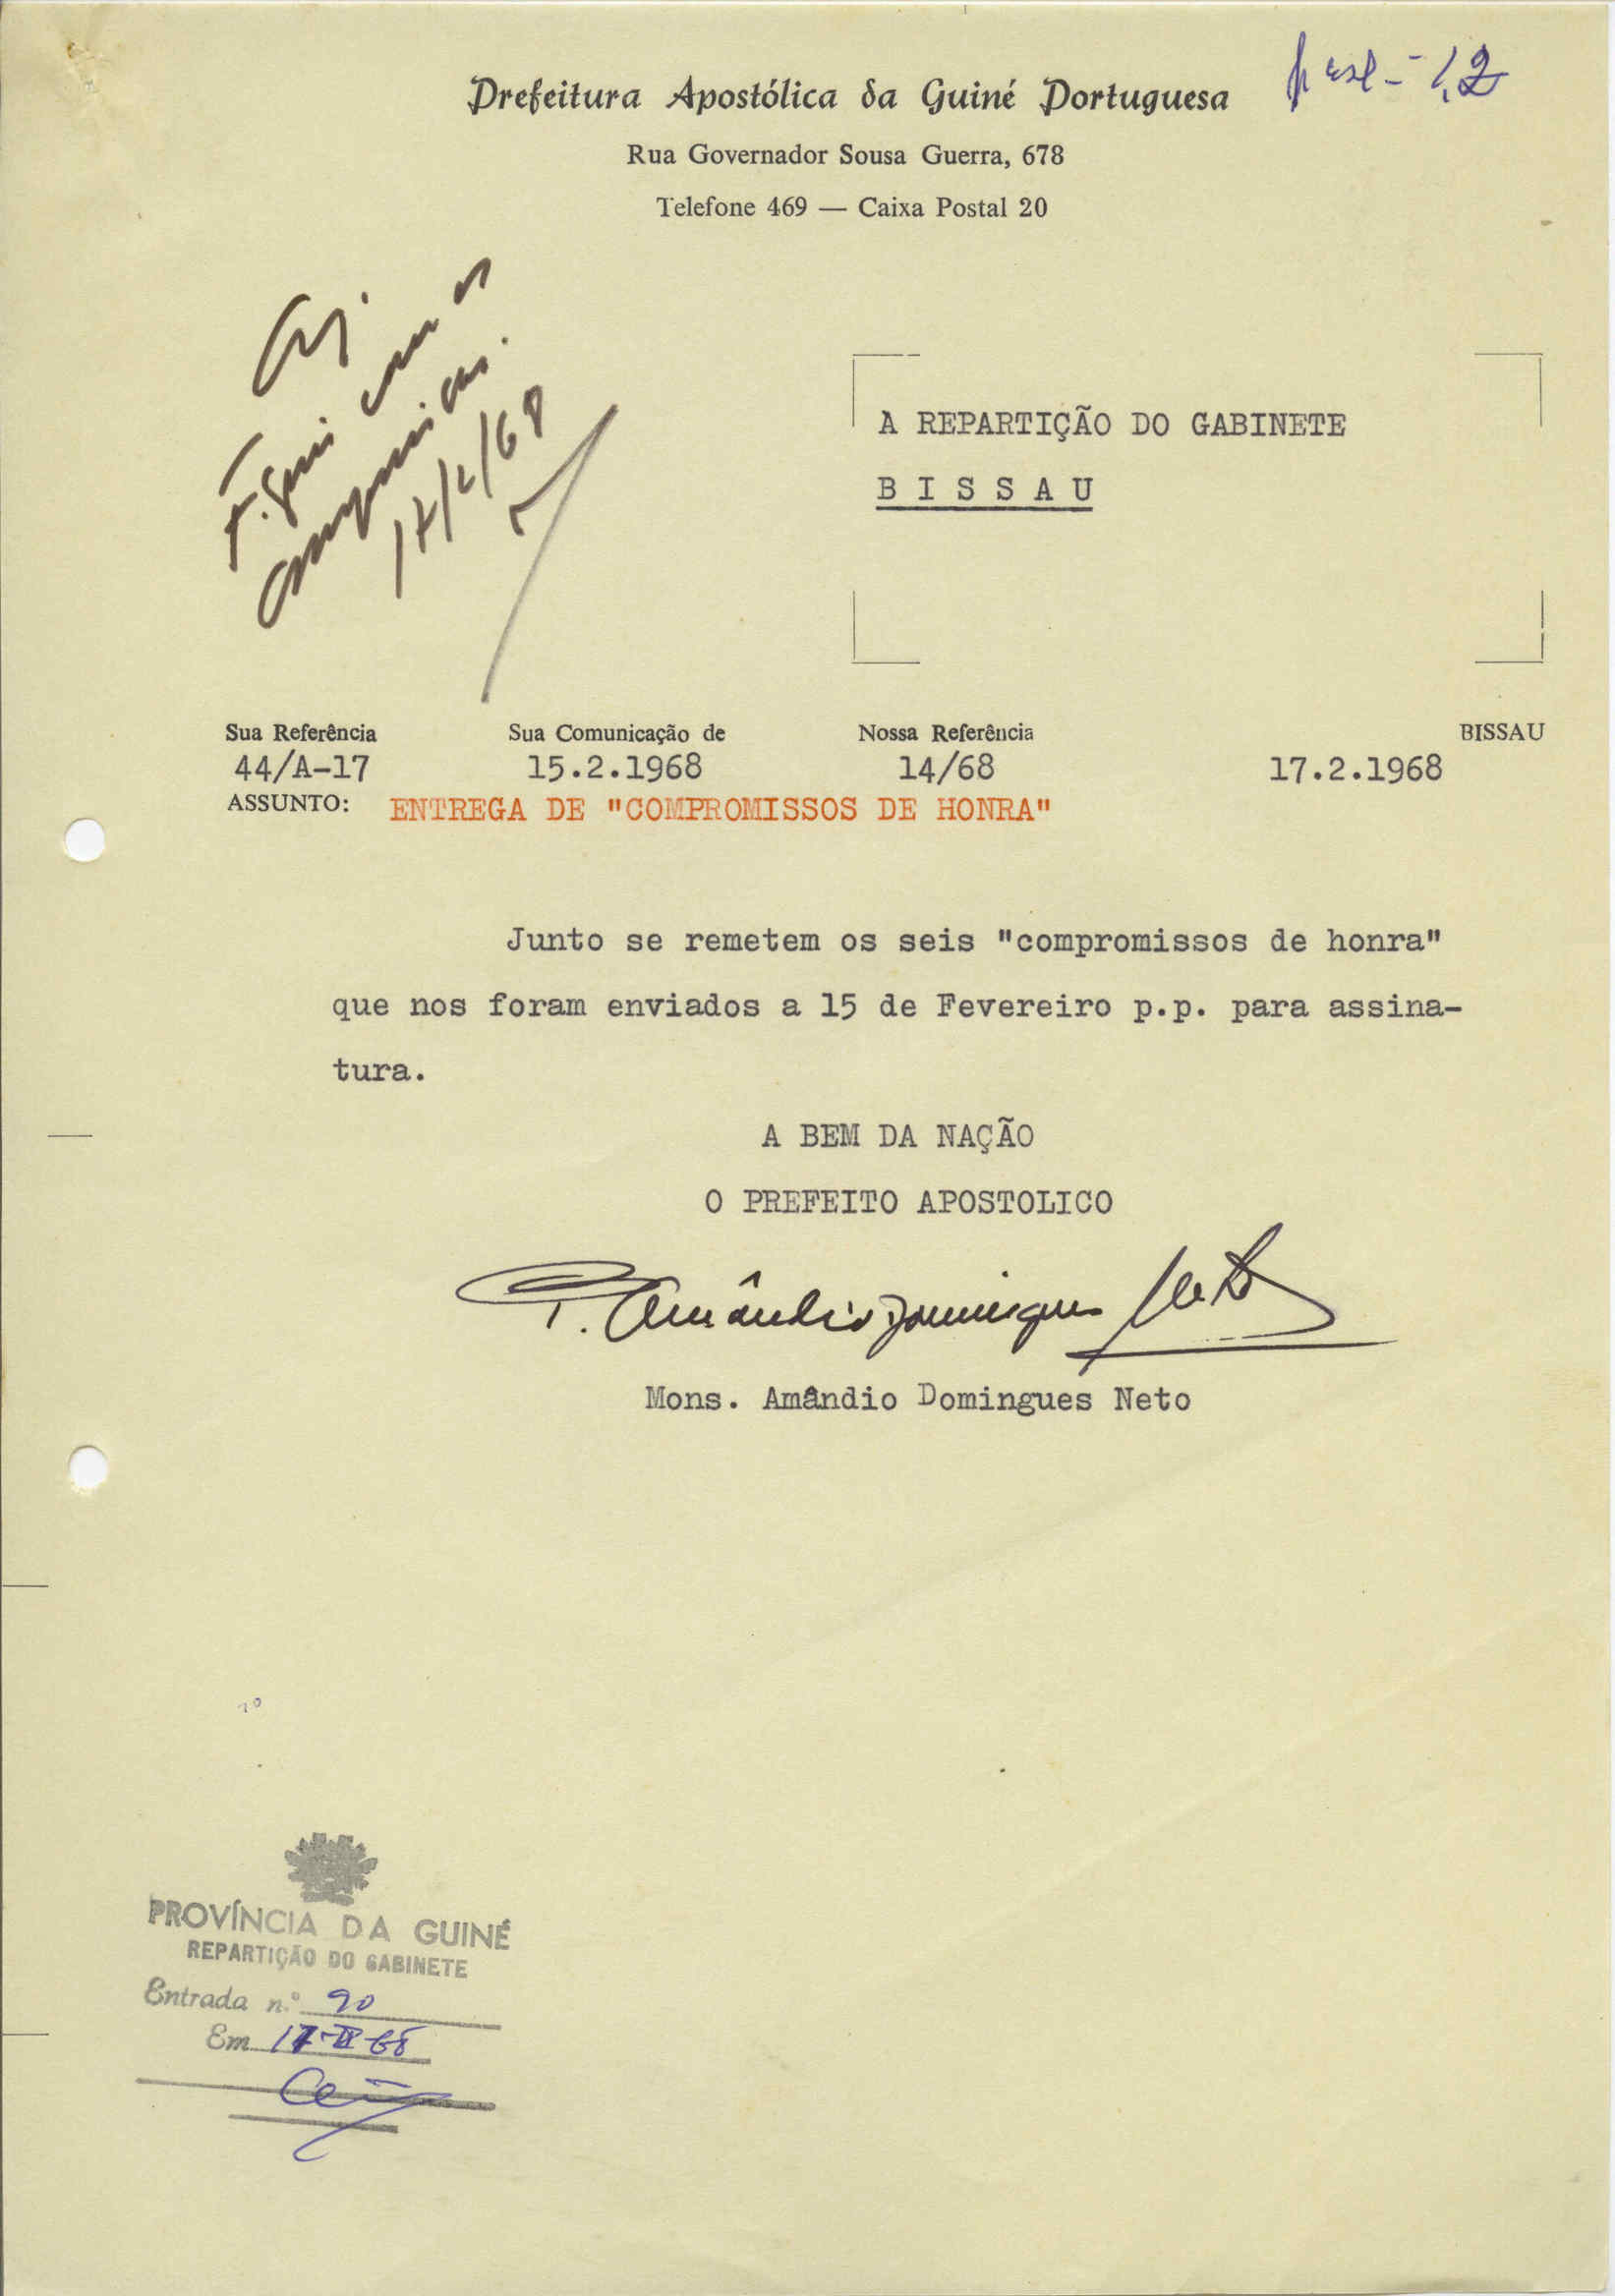 Prefeitura Apostólica da Guiné Portuguesa
Rua Governador Sousa Guerra, 678
Telefone 469 — Caixa Postal 20
17/2/68
A REPARTIÇÃO DO GABINETE
B I S S A U
Sua Referência Sua Comunicação de Nossa Referência BISSAU
44/A-17 15.2.1968 14/68 17.2.1968
ASSUNTO: ENTREGA DE "COMPROMISSOS DE HONRA"
Junto se remetem os seis "compromissos de honra"
que nos foram enviados a 15 de Fevereiro p.p. para assina-
tura.
A BEM DA NAÇÃO
O PREFEITO APOSTOLICO
P. Amândio Domingues Neto
Mons. Amândio Domingues Neto
PROVÍNCIA DA GUINÉ
REPARTIÇÃO DO GABINETE
Entrada n.º 90
Em 17-II-68